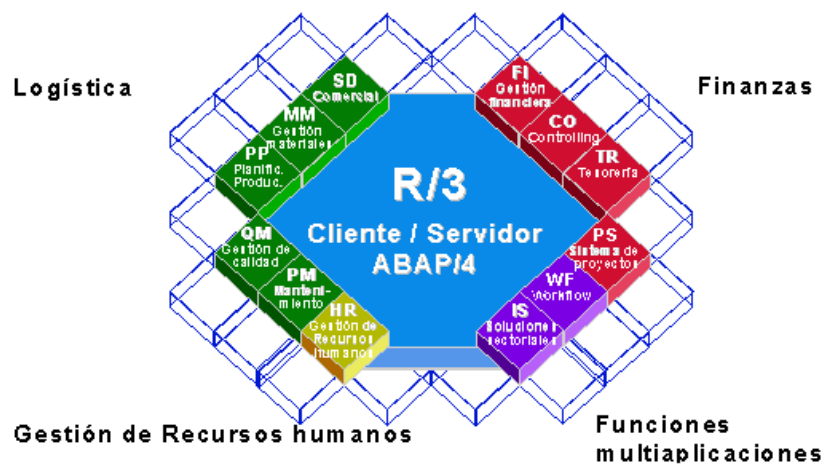 Logística
Finanzas
SD
Comercial
MM
Gestión
materiales
PP
Planific.
Produc.
FI
Gestión
financiera
CO
Controlling
TR
Tesorería
R/3
Cliente / Servidor
ABAP/4
QM
Gestión de
calidad
PM
Manteni-
miento
HR
Gestión de
Recursos
humanos
PS
Sistema de
proyectos
WF
Workflow
IS
Soluciones
sectoriales
Gestión de Recursos humanos
Funciones
multiaplicaciones